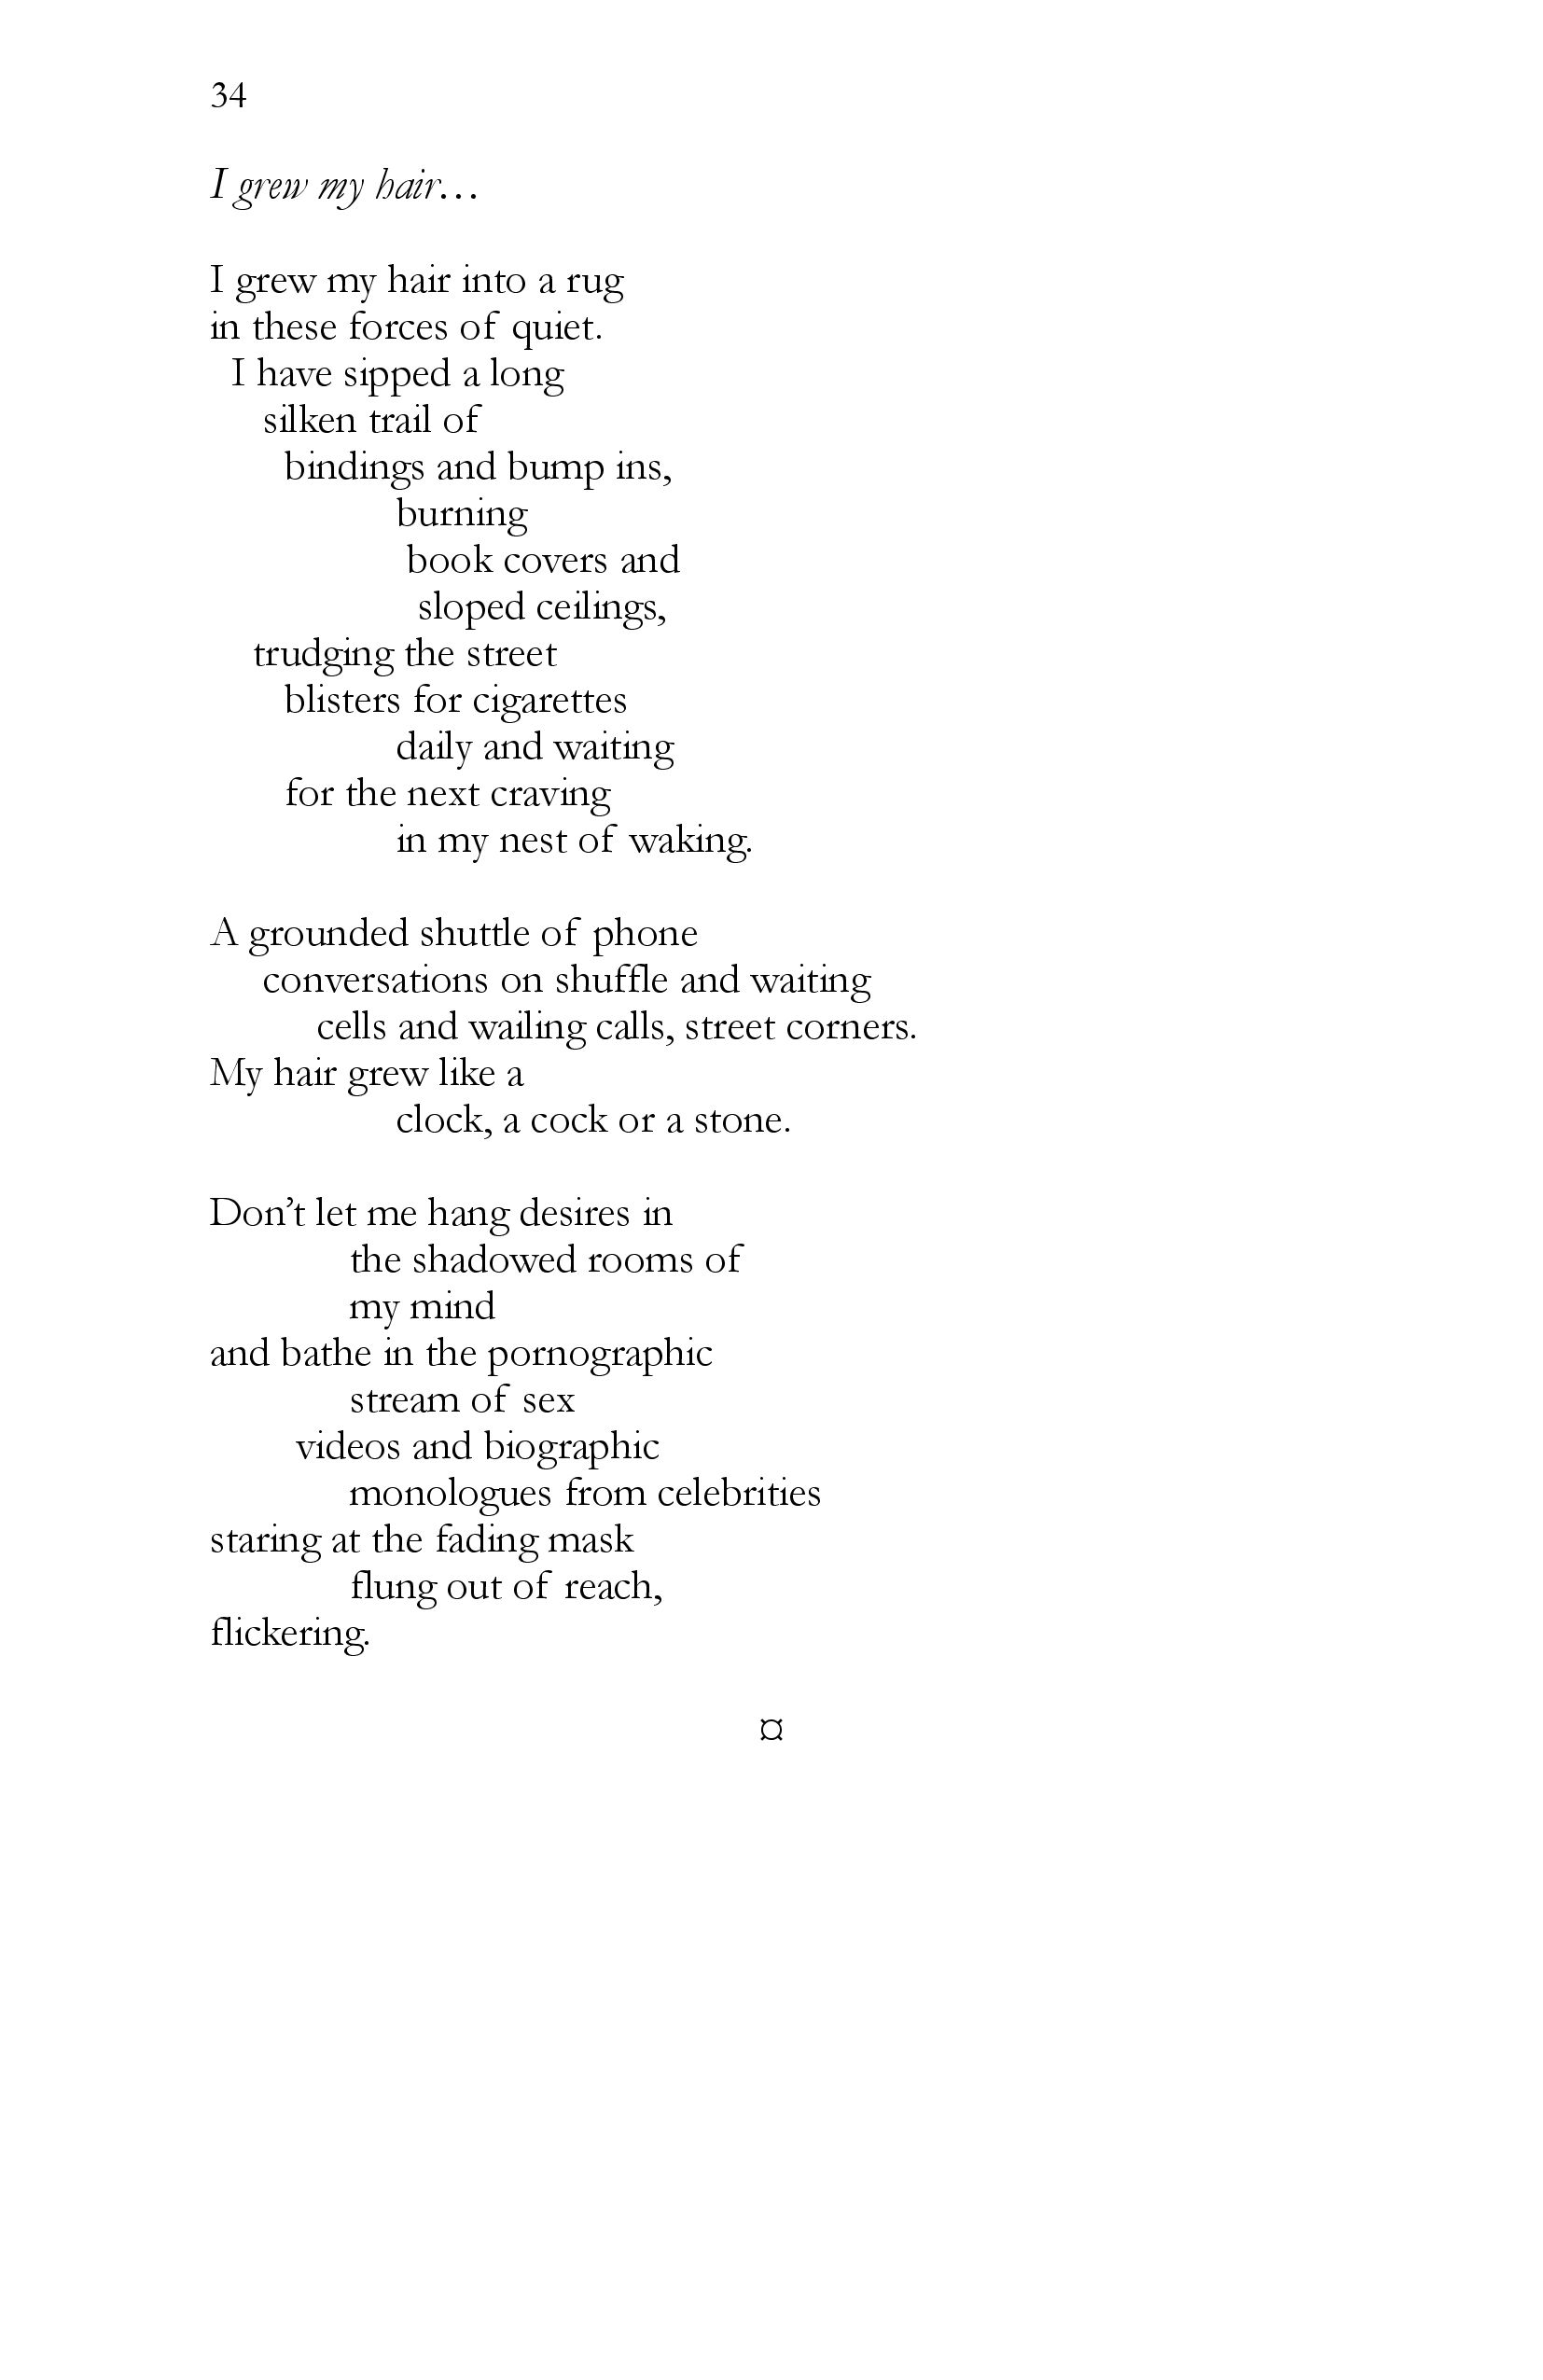 34
I grew my hair…
I grew my hair into a rug
in these forces of quiet.
I have sipped a long
silken trail of
bindings and bump ins,
burning
book covers and
sloped ceilings,
trudging the street
blisters for cigarettes
daily and waiting
for the next craving
in my nest of waking.
A grounded shuttle of phone
conversations on shuffle and waiting
cells and wailing calls, street corners.
My hair grew like a
clock, a cock or a stone.
Don’t let me hang desires in
the shadowed rooms of
my mind
and bathe in the pornographic
stream of sex
videos and biographic
monologues from celebrities
staring at the fading mask
flung out of reach,
flickering.
¤